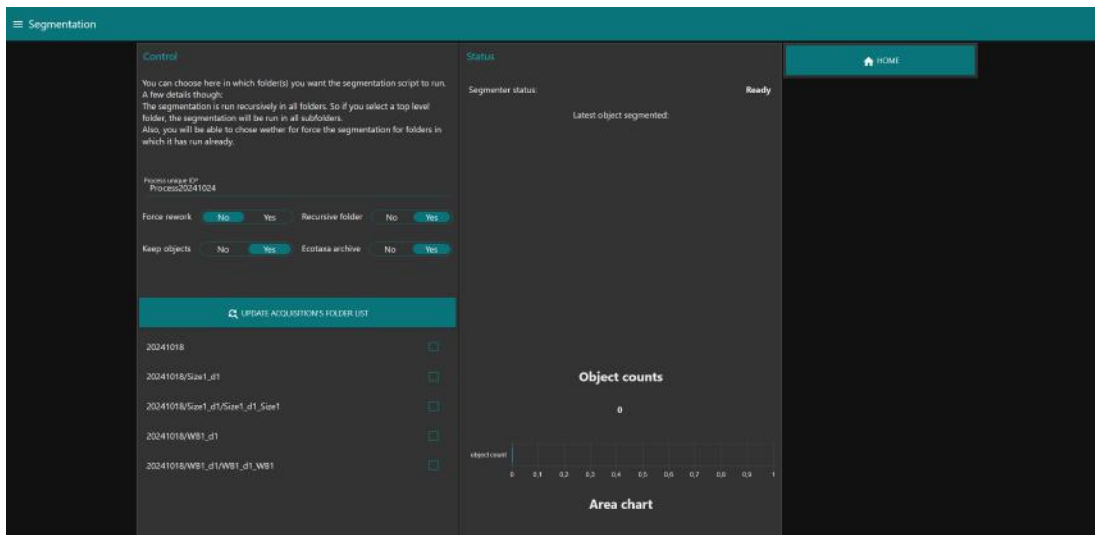 Segmentation
Control
You can choose here in which folder(s) you want the segmentation script to run.
A few details though:
The segmentation is run recursively in all folders. So if you select a top level
folder, the segmentation will be run in all subfolders.
Also, you will be able to chose wether for force the segmentation for folders in
which it has run already.
Process unique ID*
Process20241024
Force rework No Yes Recursive folder No Yes
Keep objects No Yes Ecotaxa archive No Yes
UPDATE ACQUISITION'S FOLDER LIST
20241018
20241018/Size1_d1
20241018/Size1_d1/Size1_d1_Size1
20241018/WB1_d1
20241018/WB1_d1/WB1_d1_WB1
Status
Segmenter status: Ready
Latest object segmented:
Object counts
0
object count
0 0,1 0,2 0,3 0,4 0,5 0,6 0,7 0,8 0,9 1
Area chart
HOME